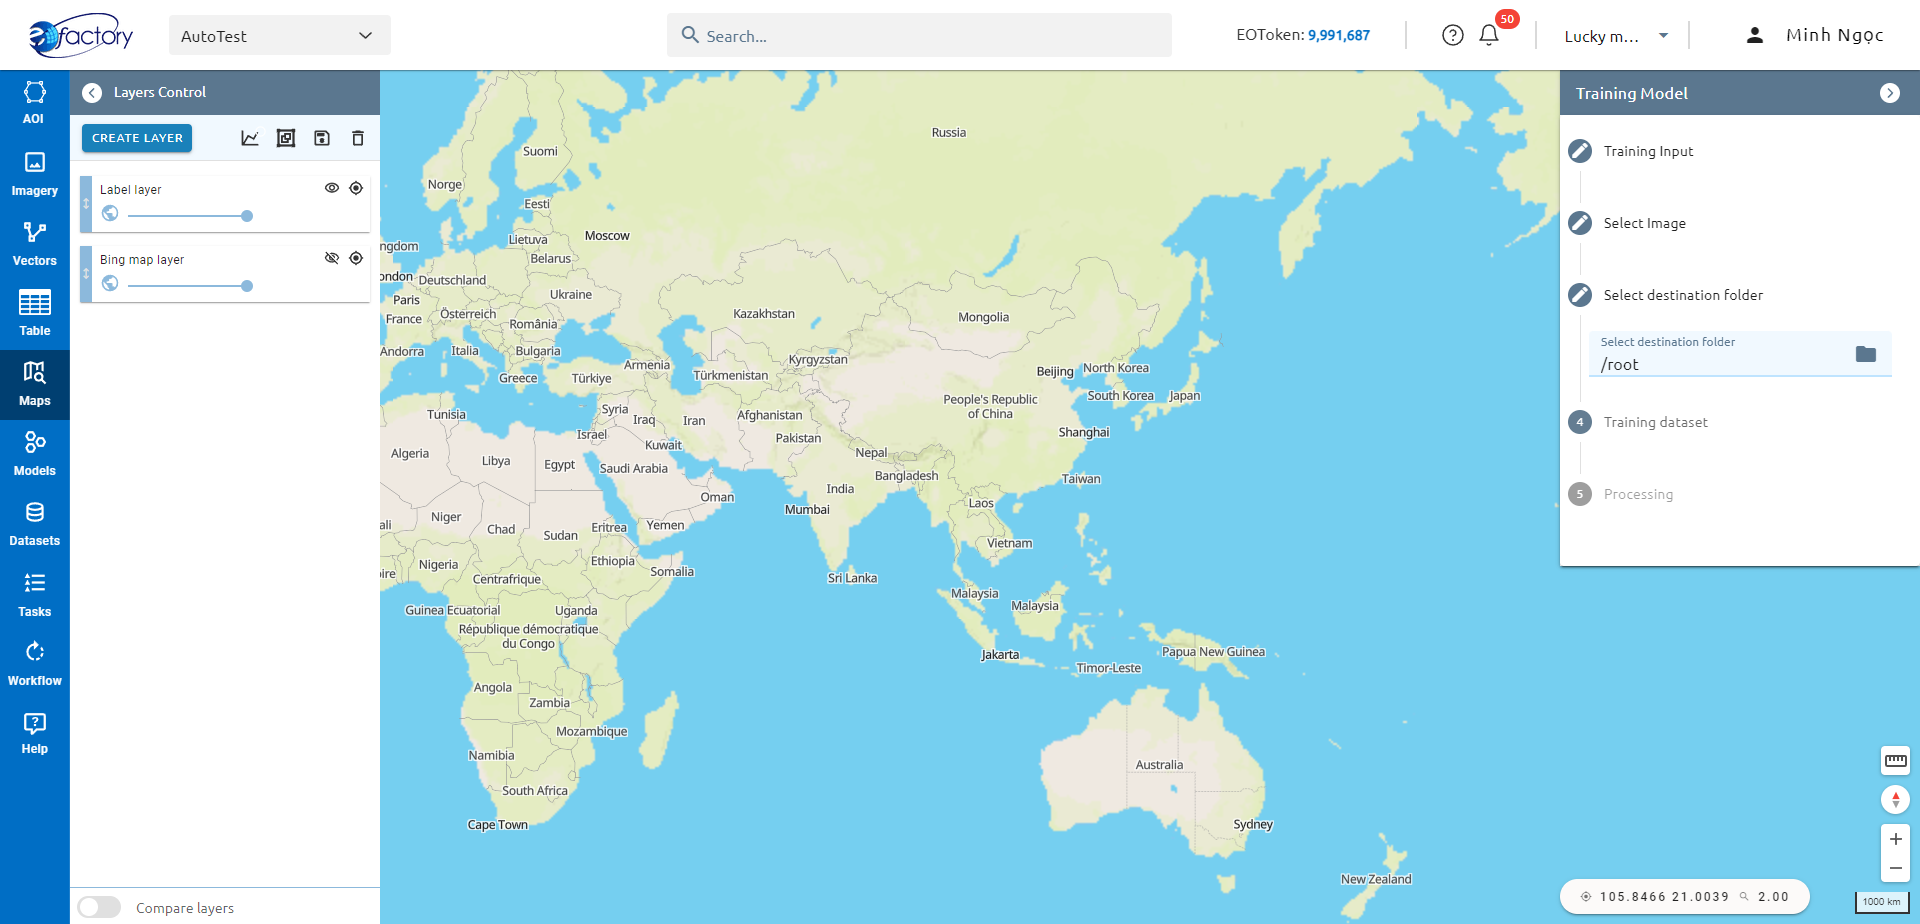 eofactory
AutoTest
Search...
EOToken: 9,991,687
50
Lucky m...
Minh Ngọc
AOI
Imagery
Vectors
Table
Maps
Models
Datasets
Tasks
Workflow
Help
Layers Control
CREATE LAYER
Label layer
Bing map layer
Compare layers
Russia
Suomi
Norge
Eesti
Moscow
Lietuva
ngdom
Belarus
ondon
Deutschland
Ukraine
Paris
Österreich
Kazakhstan
Mongolia
France
România
Andorra
Italia
Bulgaria
Kyrgyzstan
Armenia
Beijing
North Korea
Greece
Türkiye
Türkmenistan
South Korea
Japan
People's Republic
of China
Tunisia
Syria
Iraq
Iran
Afghanistan
Israel
Kuwait
Pakistan
Shanghai
Algeria
Libya
Egypt
Saudi Arabia
Nepal
Bangladesh
Taiwan
India
Oman
Mumbai
Laos
ali
Niger
Chad
Sudan
Eritrea
Yemen
Vietnam
Nigeria
Ethiopia
ire
Centrafrique
Somalia
Sri Lanka
Malaysia
Malaysia
Guinea Ecuatorial
Uganda
République démocratique
du Congo
Jakarta
Papua New Guinea
Timor-Leste
Angola
Zambia
Mozambique
Namibia
Australia
South Africa
Cape Town
Sydney
New Zealand
Training Model
Training Input
Select Image
Select destination folder
Select destination folder
/root
4 Training dataset
5 Processing
105.8466 21.0039 2.00
1000 km